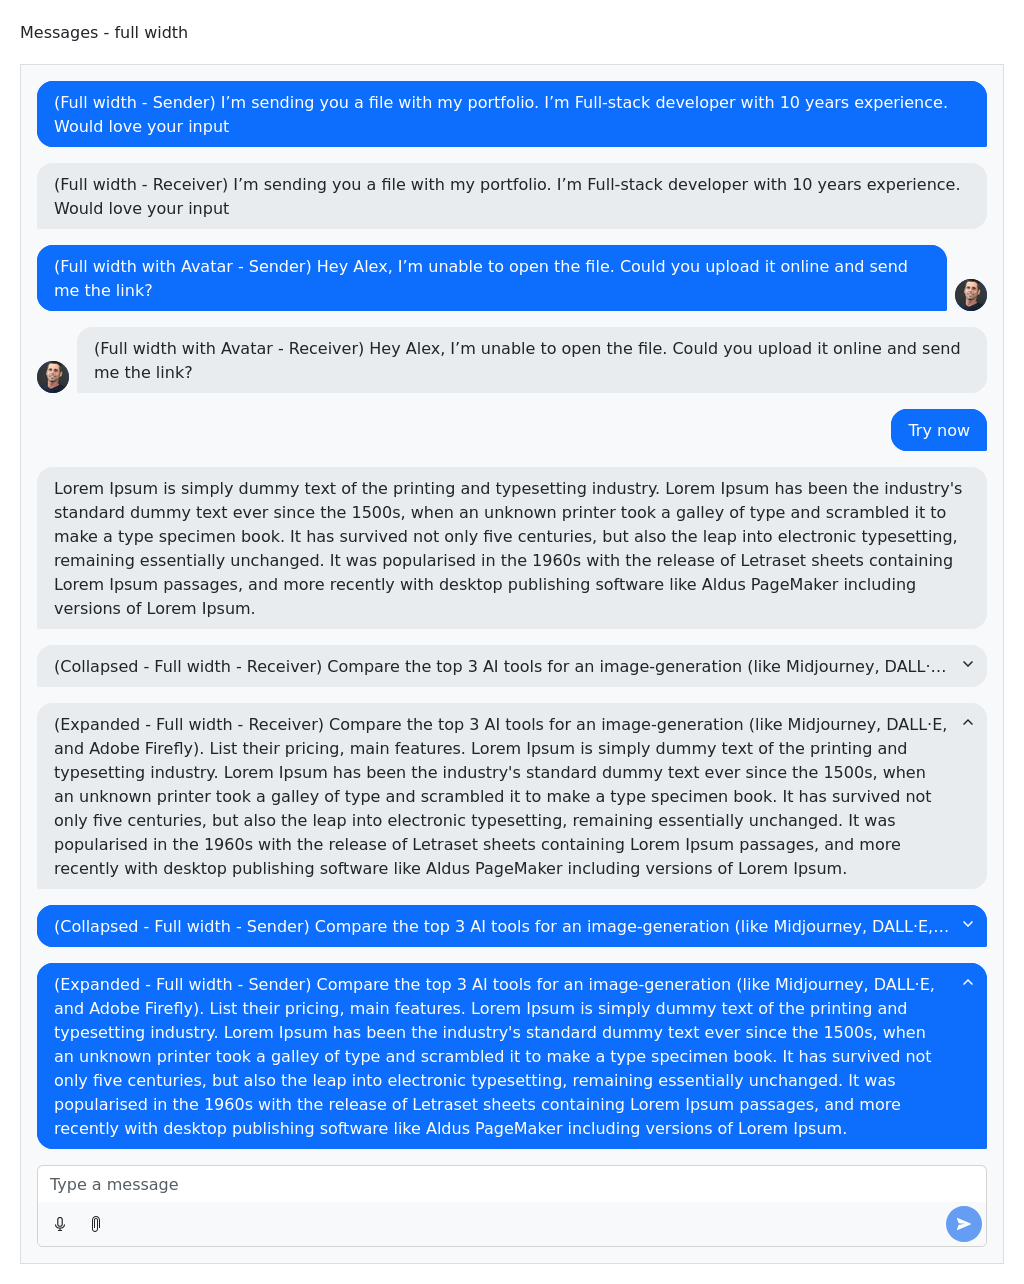 Messages - full width
(Full width - Sender) I’m sending you a file with my portfolio. I’m Full-stack developer with 10 years experience.
Would love your input
(Full width - Receiver) I’m sending you a file with my portfolio. I’m Full-stack developer with 10 years experience.
Would love your input
(Full width with Avatar - Sender) Hey Alex, I’m unable to open the file. Could you upload it online and send
me the link?
(Full width with Avatar - Receiver) Hey Alex, I’m unable to open the file. Could you upload it online and send
me the link?
Try now
Lorem Ipsum is simply dummy text of the printing and typesetting industry. Lorem Ipsum has been the industry's
standard dummy text ever since the 1500s, when an unknown printer took a galley of type and scrambled it to
make a type specimen book. It has survived not only five centuries, but also the leap into electronic typesetting,
remaining essentially unchanged. It was popularised in the 1960s with the release of Letraset sheets containing
Lorem Ipsum passages, and more recently with desktop publishing software like Aldus PageMaker including
versions of Lorem Ipsum.
(Collapsed - Full width - Receiver) Compare the top 3 AI tools for an image-generation (like Midjourney, DALL·…
(Expanded - Full width - Receiver) Compare the top 3 AI tools for an image-generation (like Midjourney, DALL·E,
and Adobe Firefly). List their pricing, main features. Lorem Ipsum is simply dummy text of the printing and
typesetting industry. Lorem Ipsum has been the industry's standard dummy text ever since the 1500s, when
an unknown printer took a galley of type and scrambled it to make a type specimen book. It has survived not
only five centuries, but also the leap into electronic typesetting, remaining essentially unchanged. It was
popularised in the 1960s with the release of Letraset sheets containing Lorem Ipsum passages, and more
recently with desktop publishing software like Aldus PageMaker including versions of Lorem Ipsum.
(Collapsed - Full width - Sender) Compare the top 3 AI tools for an image-generation (like Midjourney, DALL·E,…
(Expanded - Full width - Sender) Compare the top 3 AI tools for an image-generation (like Midjourney, DALL·E,
and Adobe Firefly). List their pricing, main features. Lorem Ipsum is simply dummy text of the printing and
typesetting industry. Lorem Ipsum has been the industry's standard dummy text ever since the 1500s, when
an unknown printer took a galley of type and scrambled it to make a type specimen book. It has survived not
only five centuries, but also the leap into electronic typesetting, remaining essentially unchanged. It was
popularised in the 1960s with the release of Letraset sheets containing Lorem Ipsum passages, and more
recently with desktop publishing software like Aldus PageMaker including versions of Lorem Ipsum.
Type a message